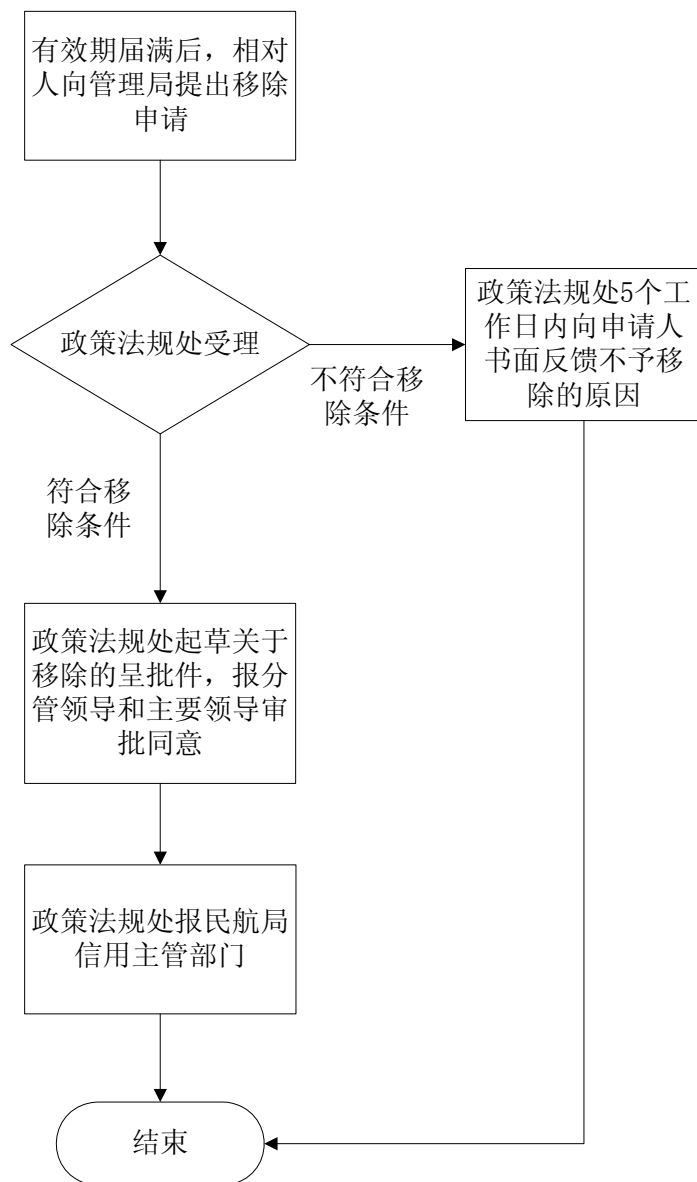 有效期届满后，相对
人向管理局提出移除
申请
政策法规处受理
政策法规处5个工
作日内向申请人
书面反馈不予移
除的原因
不符合移
除条件
符合移
除条件
政策法规处起草关于
移除的呈批件，报分
管领导和主要领导审
批同意
政策法规处报民航局
信用主管部门
结束